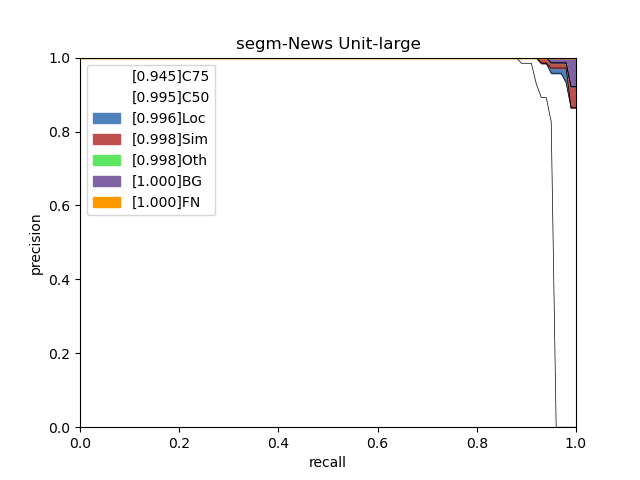 segm-News Unit-large
[0.945]C75
[0.995]C50
[0.996]Loc
[0.998]Sim
[0.998]Oth
[1.000]BG
[1.000]FN
precision
1.0
0.8
0.6
0.4
0.2
0.0
0.0 0.2 0.4 0.6 0.8 1.0
recall